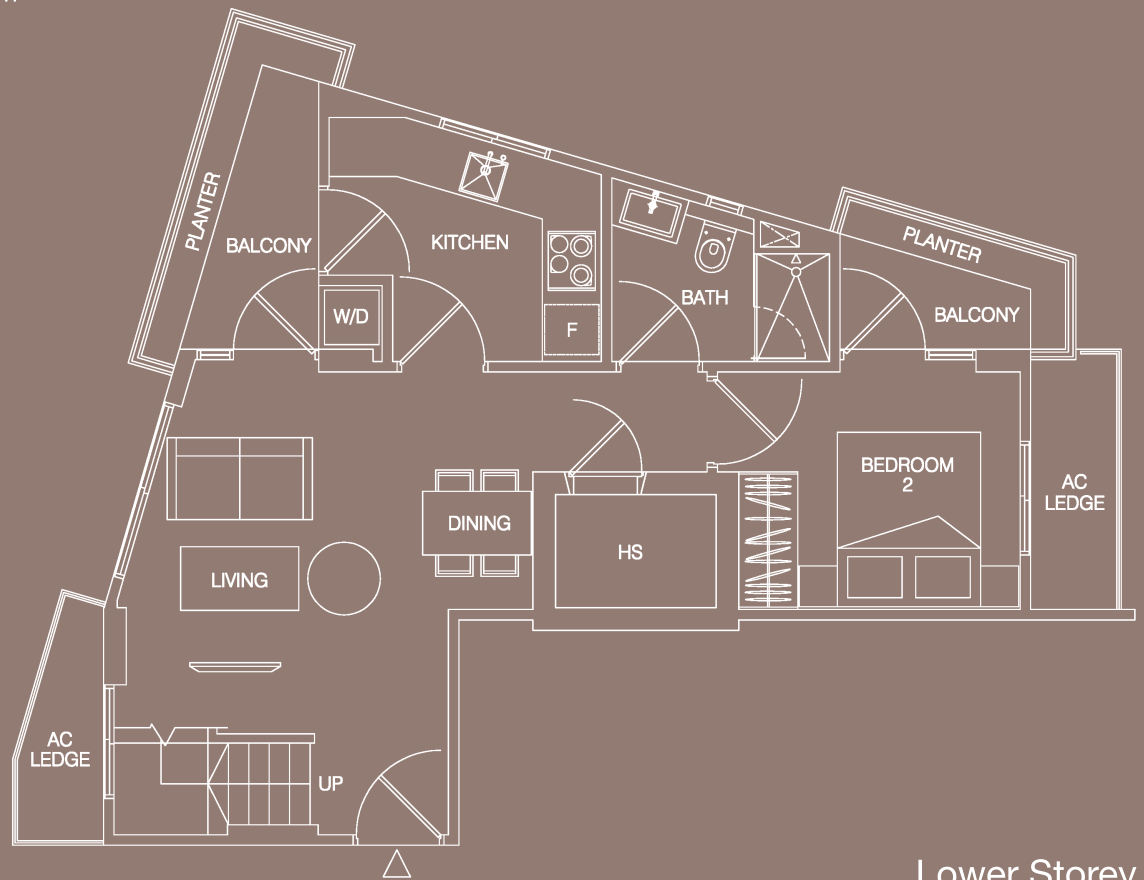 PLANTER
BALCONY
KITCHEN
W/D
F
BATH
PLANTER
BALCONY
BEDROOM
2
AC
LEDGE
DINING
HS
LIVING
AC
LEDGE
UP
Lower Storey